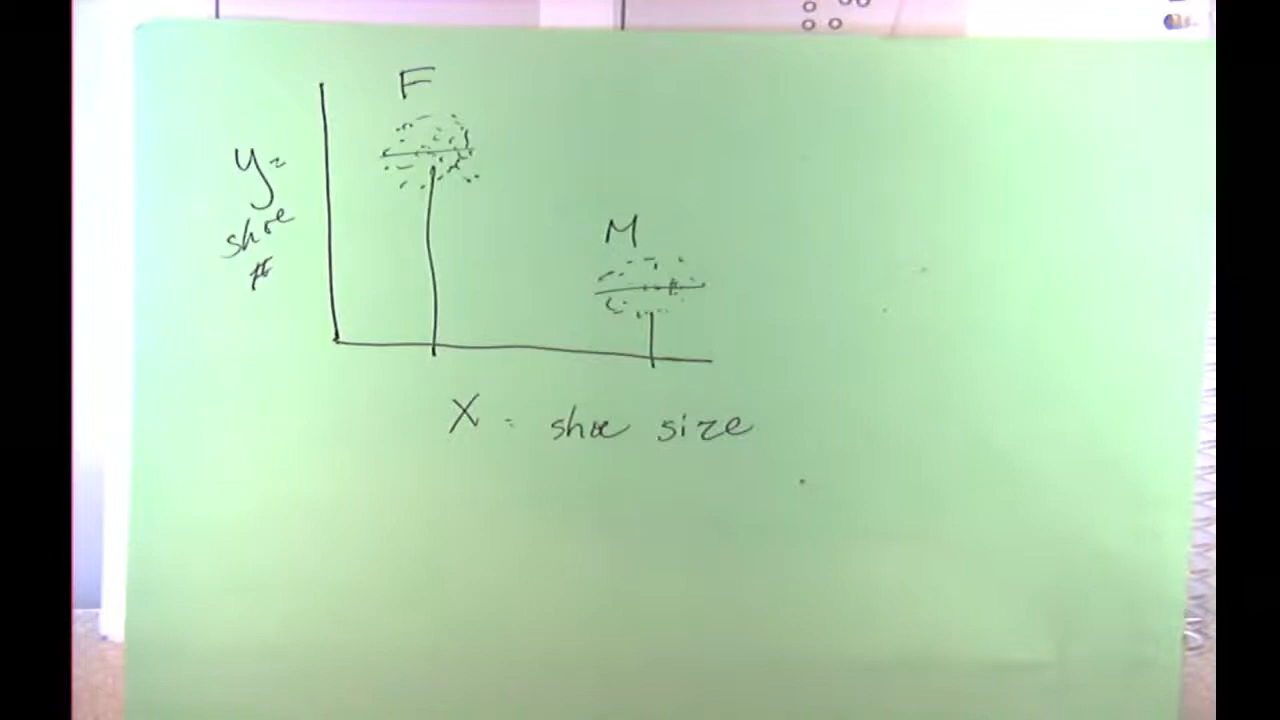 F
y=
shoe
#
M
X = shoe size